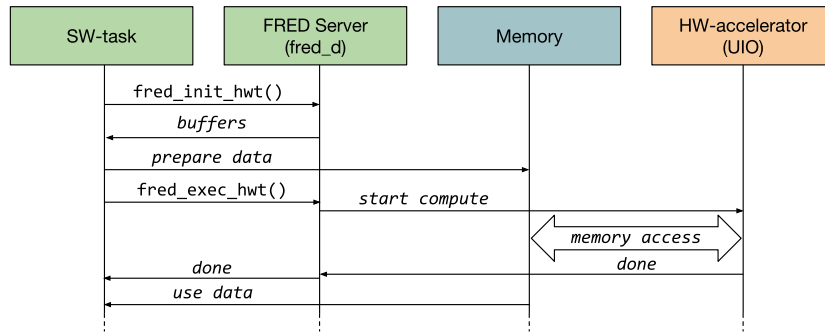 SW-task
FRED Server
(fred_d)
Memory
HW-accelerator
(UIO)
fred_init_hwt()
buffers
prepare data
fred_exec_hwt()
start compute
memory access
done
done
use data